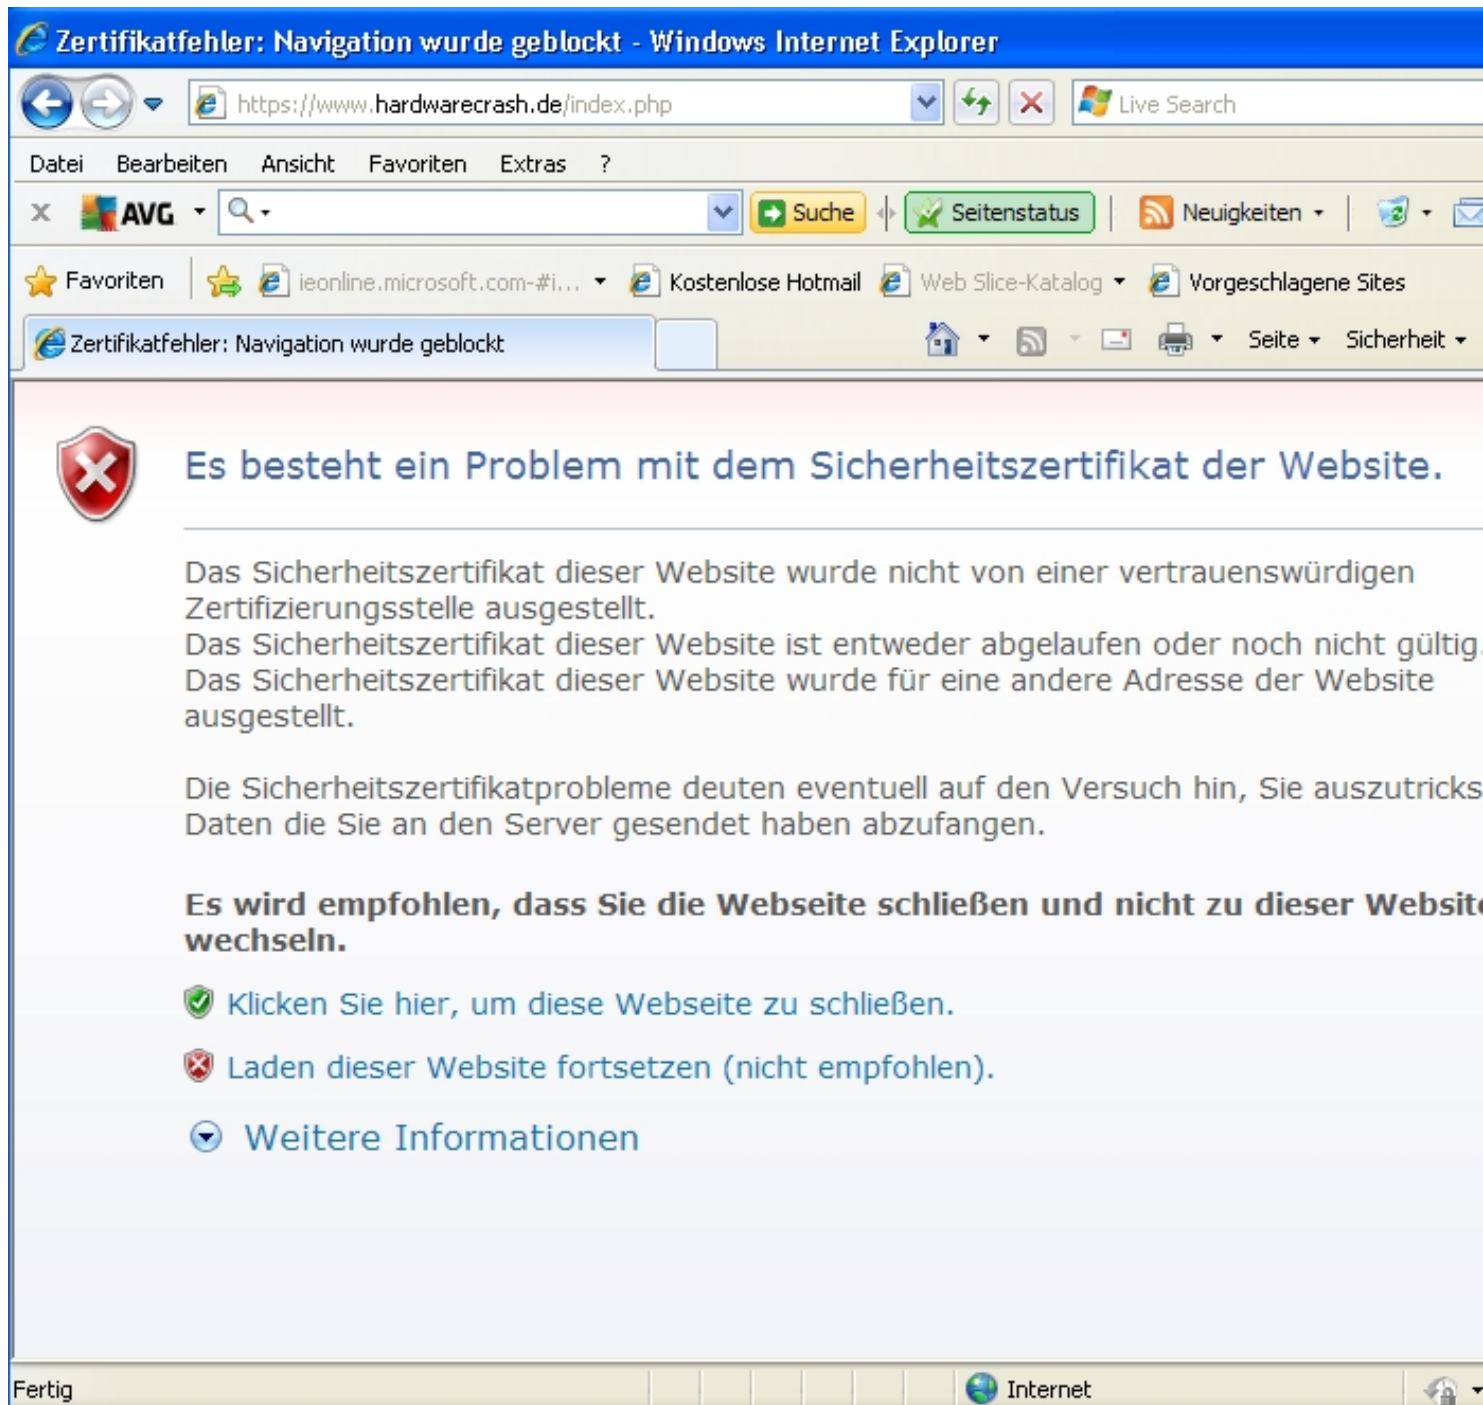 Zertifikatfehler: Navigation wurde geblockt - Windows Internet Explorer
https://www.hardwarecrash.de/index.php Live Search
Datei Bearbeiten Ansicht Favoriten Extras ?
x AVG Suche Seitenstatus Neuigkeiten
Favoriten ieonline.microsoft.com-#i... Kostenlose Hotmail Web Slice-Katalog Vorgeschlagene Sites
Zertifikatfehler: Navigation wurde geblockt Seite Sicherheit
Es besteht ein Problem mit dem Sicherheitszertifikat der Website.
Das Sicherheitszertifikat dieser Website wurde nicht von einer vertrauenswürdigen
Zertifizierungsstelle ausgestellt.
Das Sicherheitszertifikat dieser Website ist entweder abgelaufen oder noch nicht gültig.
Das Sicherheitszertifikat dieser Website wurde für eine andere Adresse der Website
ausgestellt.
Die Sicherheitszertifikatprobleme deuten eventuell auf den Versuch hin, Sie auszutricks
Daten die Sie an den Server gesendet haben abzufangen.
Es wird empfohlen, dass Sie die Webseite schließen und nicht zu dieser Website
wechseln.
Klicken Sie hier, um diese Webseite zu schließen.
Laden dieser Website fortsetzen (nicht empfohlen).
Weitere Informationen
Fertig Internet